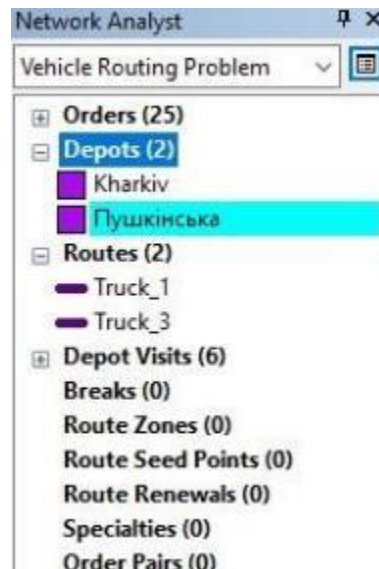 Network Analyst
Vehicle Routing Problem
Orders (25)
Depots (2)
Kharkiv
Пушкінська
Routes (2)
Truck_1
Truck_3
Depot Visits (6)
Breaks (0)
Route Zones (0)
Route Seed Points (0)
Route Renewals (0)
Specialties (0)
Order Pairs (0)